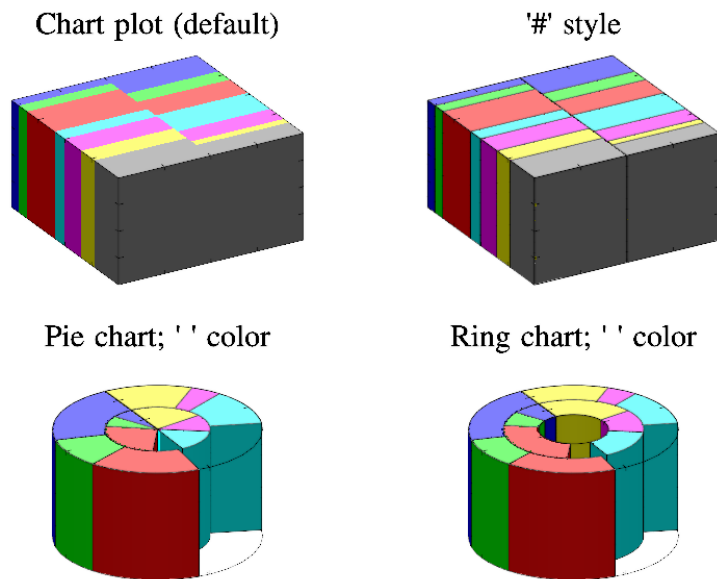 Chart plot (default)
'#' style
Pie chart; ' ' color
Ring chart; ' ' color